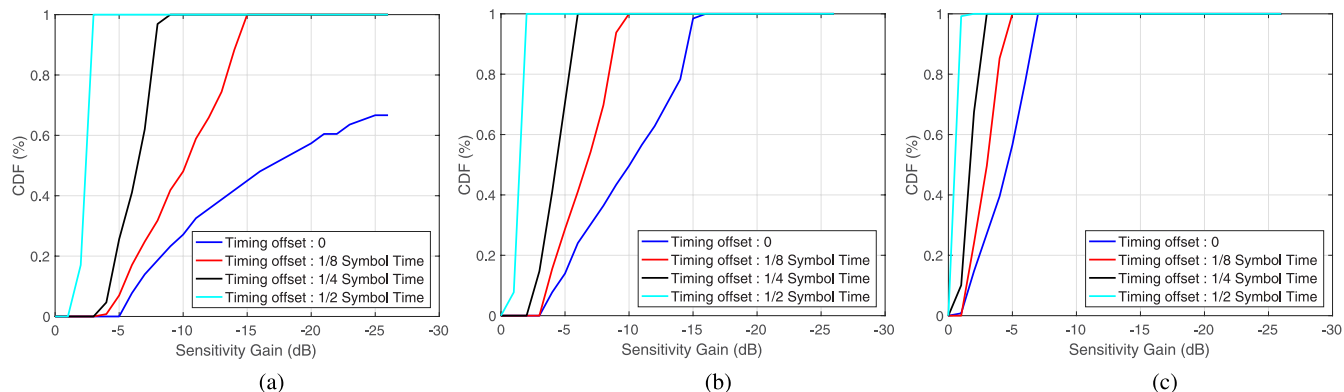 1
0.8
0.6
0.4
0.2
0
CDF (%)
0 -5 -10 -15 -20 -25 -30
Sensitivity Gain (dB)
Timing offset : 0
Timing offset : 1/8 Symbol Time
Timing offset : 1/4 Symbol Time
Timing offset : 1/2 Symbol Time
(a)
1
0.8
0.6
0.4
0.2
0
CDF (%)
0 -5 -10 -15 -20 -25 -30
Sensitivity Gain (dB)
Timing offset : 0
Timing offset : 1/8 Symbol Time
Timing offset : 1/4 Symbol Time
Timing offset : 1/2 Symbol Time
(b)
1
0.8
0.6
0.4
0.2
0
CDF (%)
0 -5 -10 -15 -20 -25 -30
Sensitivity Gain (dB)
Timing offset : 0
Timing offset : 1/8 Symbol Time
Timing offset : 1/4 Symbol Time
Timing offset : 1/2 Symbol Time
(c)